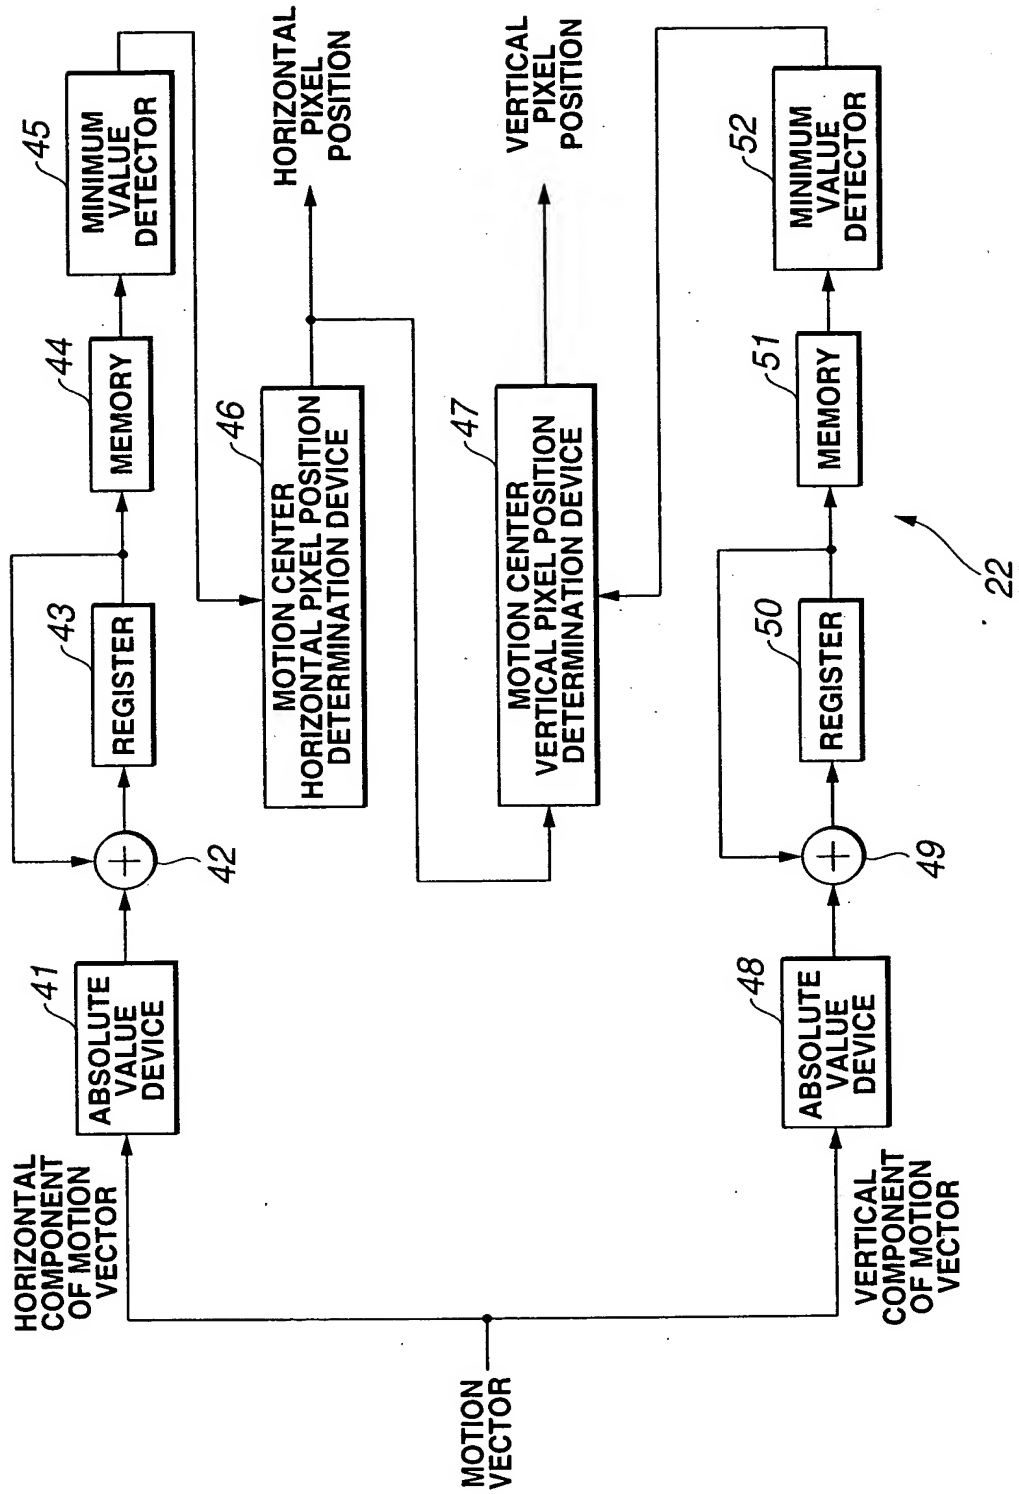 HORIZONTAL
COMPONENT
OF MOTION
VECTOR
41
ABSOLUTE
VALUE
DEVICE
42
43
REGISTER
44
MEMORY
45
MINIMUM
VALUE
DETECTOR
46
MOTION CENTER
HORIZONTAL PIXEL POSITION
DETERMINATION DEVICE
HORIZONTAL
PIXEL
POSITION
MOTION
VECTOR
47
MOTION CENTER
VERTICAL PIXEL POSITION
DETERMINATION DEVICE
VERTICAL
PIXEL
POSITION
48
ABSOLUTE
VALUE
DEVICE
VERTICAL
COMPONENT
OF MOTION
VECTOR
49
50
REGISTER
51
MEMORY
52
MINIMUM
VALUE
DETECTOR
22